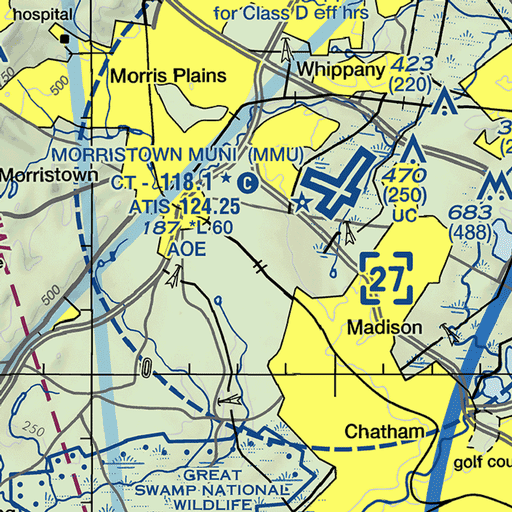 hospital
for Class D eff hrs
Morris Plains
Whippany
423
(220)
250
500
MORRISTOWN MUNI (MMU)
CT - 118.1 * C
ATIS 124.25
187 *L 60
AOE
Morristown
470
(250)
UC
683
(488)
27
500
Madison
0
250
Chatham
GREAT
SWAMP NATIONAL
WILDLIFE
golf cou